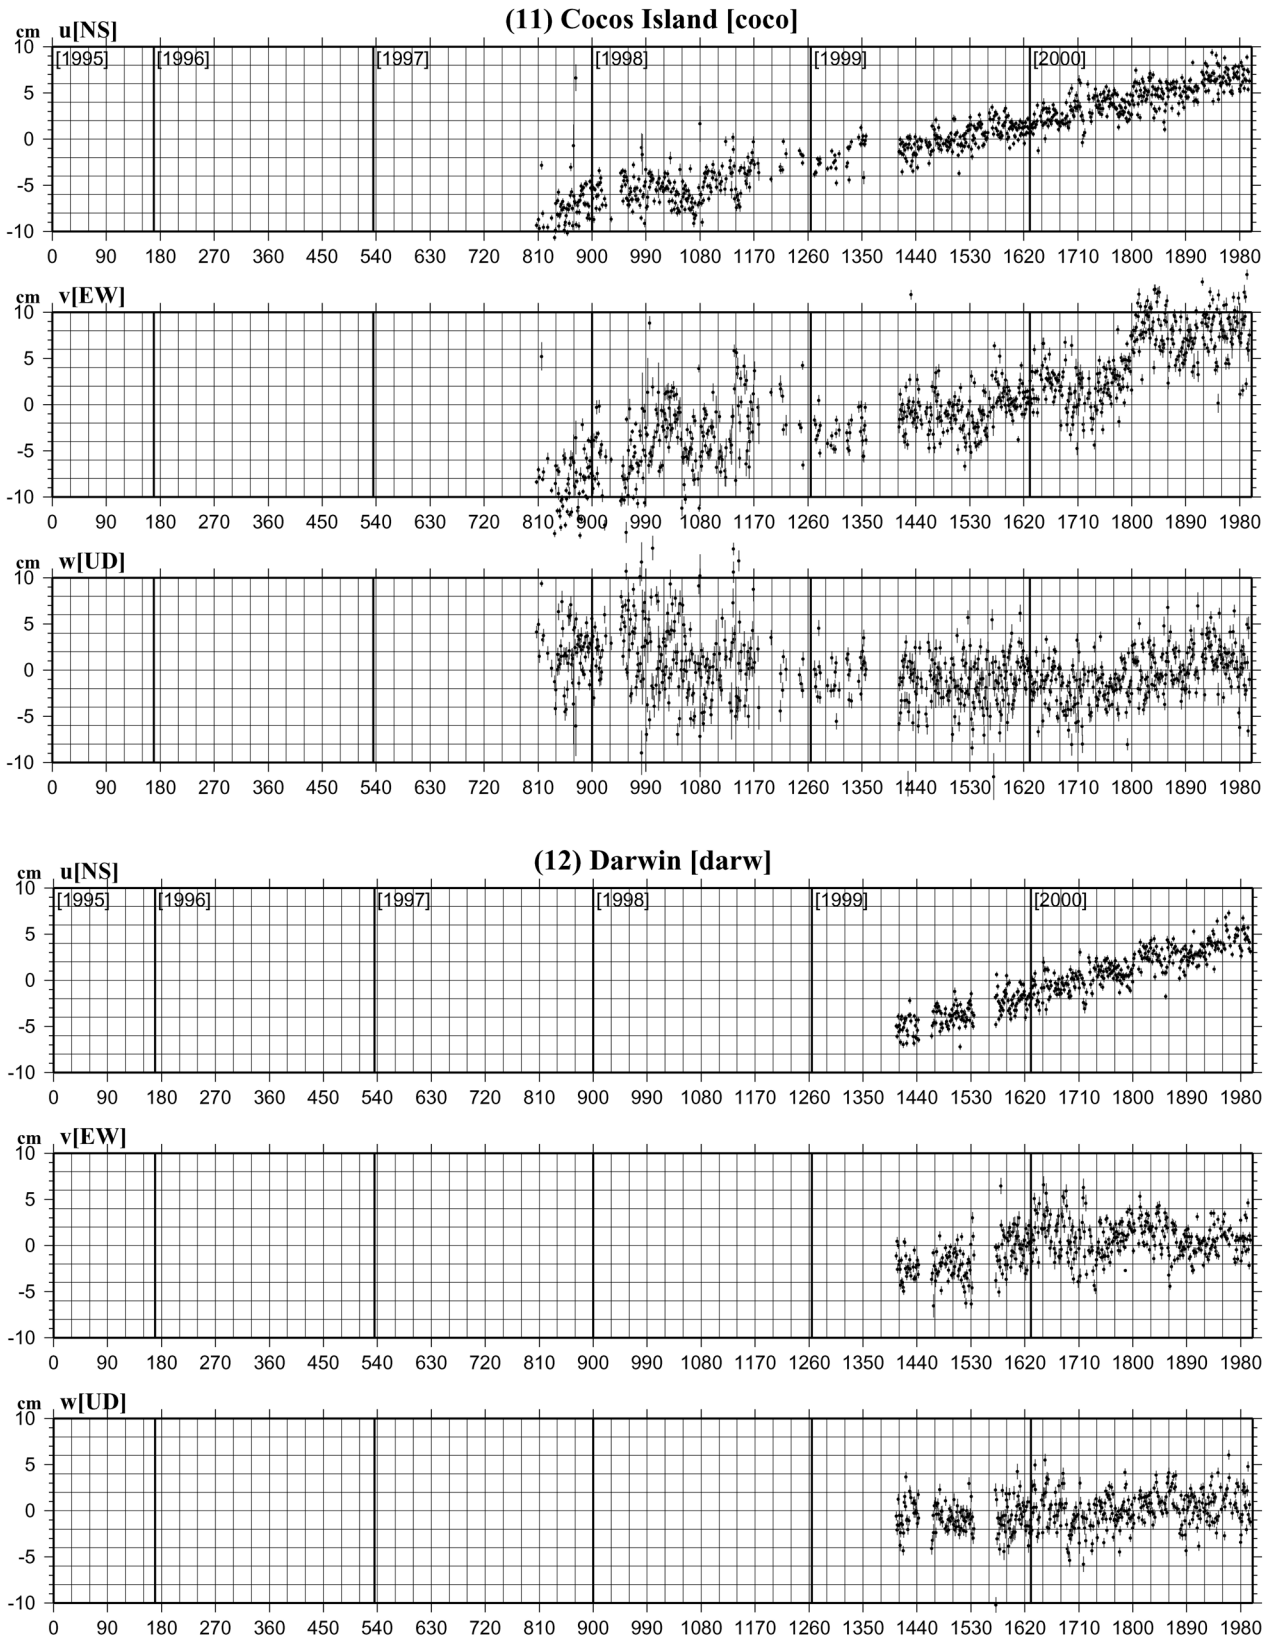 (11) Cocos Island [coco]
cm u[NS]
10
[1995] [1996] [1997] [1998] [1999] [2000]
5
0
-5
-10
0 90 180 270 360 450 540 630 720 810 900 990 1080 1170 1260 1350 1440 1530 1620 1710 1800 1890 1980
cm v[EW]
10
5
0
-5
-10
0 90 180 270 360 450 540 630 720 810 900 990 1080 1170 1260 1350 1440 1530 1620 1710 1800 1890 1980
cm w[UD]
10
5
0
-5
-10
0 90 180 270 360 450 540 630 720 810 900 990 1080 1170 1260 1350 1440 1530 1620 1710 1800 1890 1980
(12) Darwin [darw]
cm u[NS]
10
[1995] [1996] [1997] [1998] [1999] [2000]
5
0
-5
-10
0 90 180 270 360 450 540 630 720 810 900 990 1080 1170 1260 1350 1440 1530 1620 1710 1800 1890 1980
cm v[EW]
10
5
0
-5
-10
0 90 180 270 360 450 540 630 720 810 900 990 1080 1170 1260 1350 1440 1530 1620 1710 1800 1890 1980
cm w[UD]
10
5
0
-5
-10
0 90 180 270 360 450 540 630 720 810 900 990 1080 1170 1260 1350 1440 1530 1620 1710 1800 1890 1980